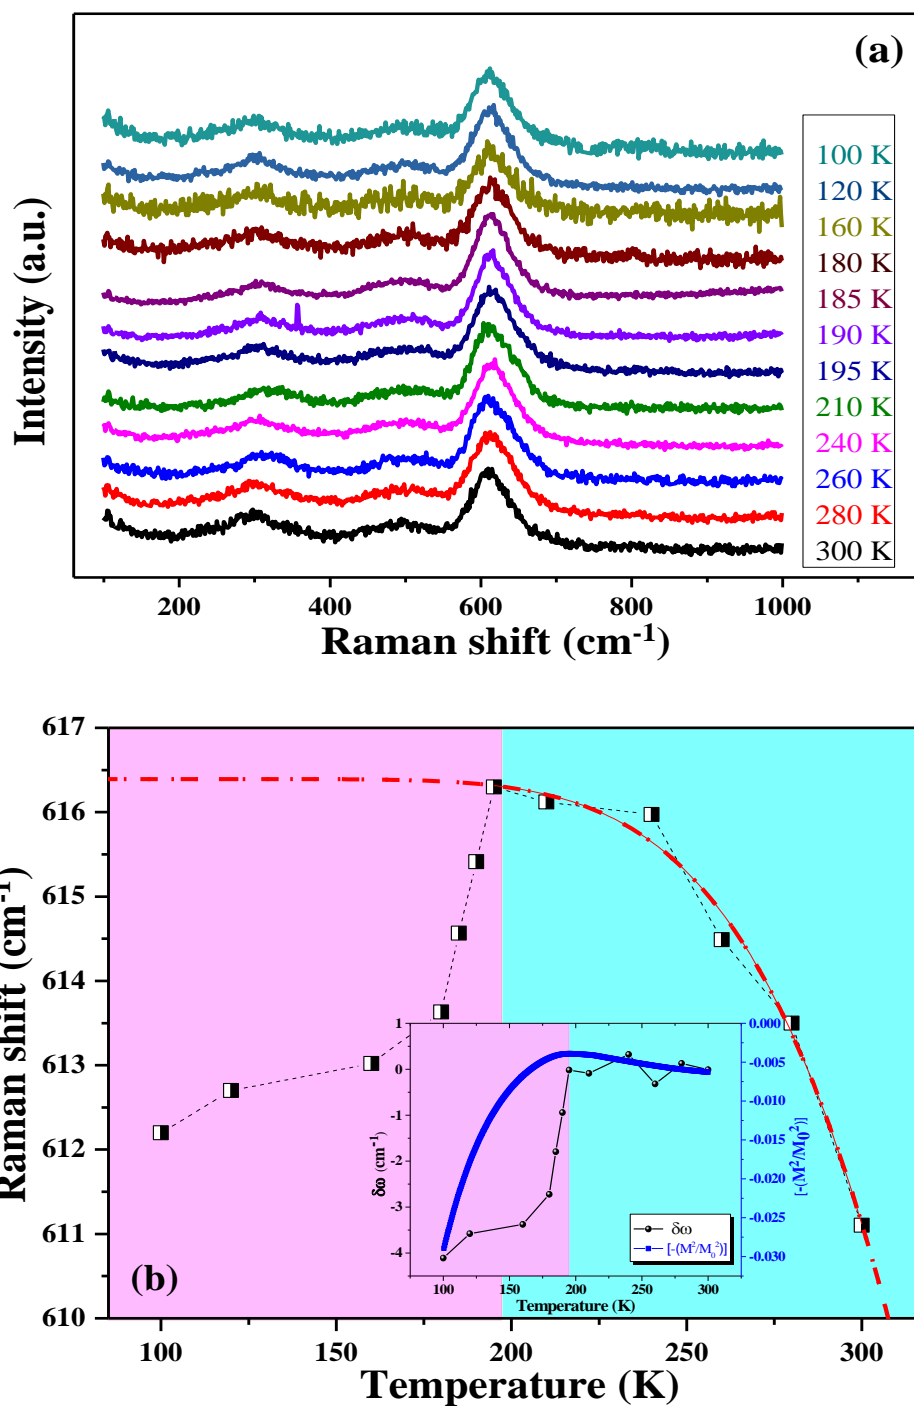 (a)
Intensity (a.u.)
100 K
120 K
160 K
180 K
185 K
190 K
195 K
210 K
240 K
260 K
280 K
300 K
200 400 600 800 1000
Raman shift (cm⁻¹)
617
616
615
614
613
612
611
610
Raman shift (cm⁻¹)
(b)
1
0
-1
-2
-3
-4
δω (cm⁻¹)
0.000
-0.005
-0.010
-0.015
-0.020
-0.025
-0.030
[-(M²/M₀²)]
δω
[-(M²/M₀²)]
100 150 200 250 300
Temperature (K)
100 150 200 250 300
Temperature (K)